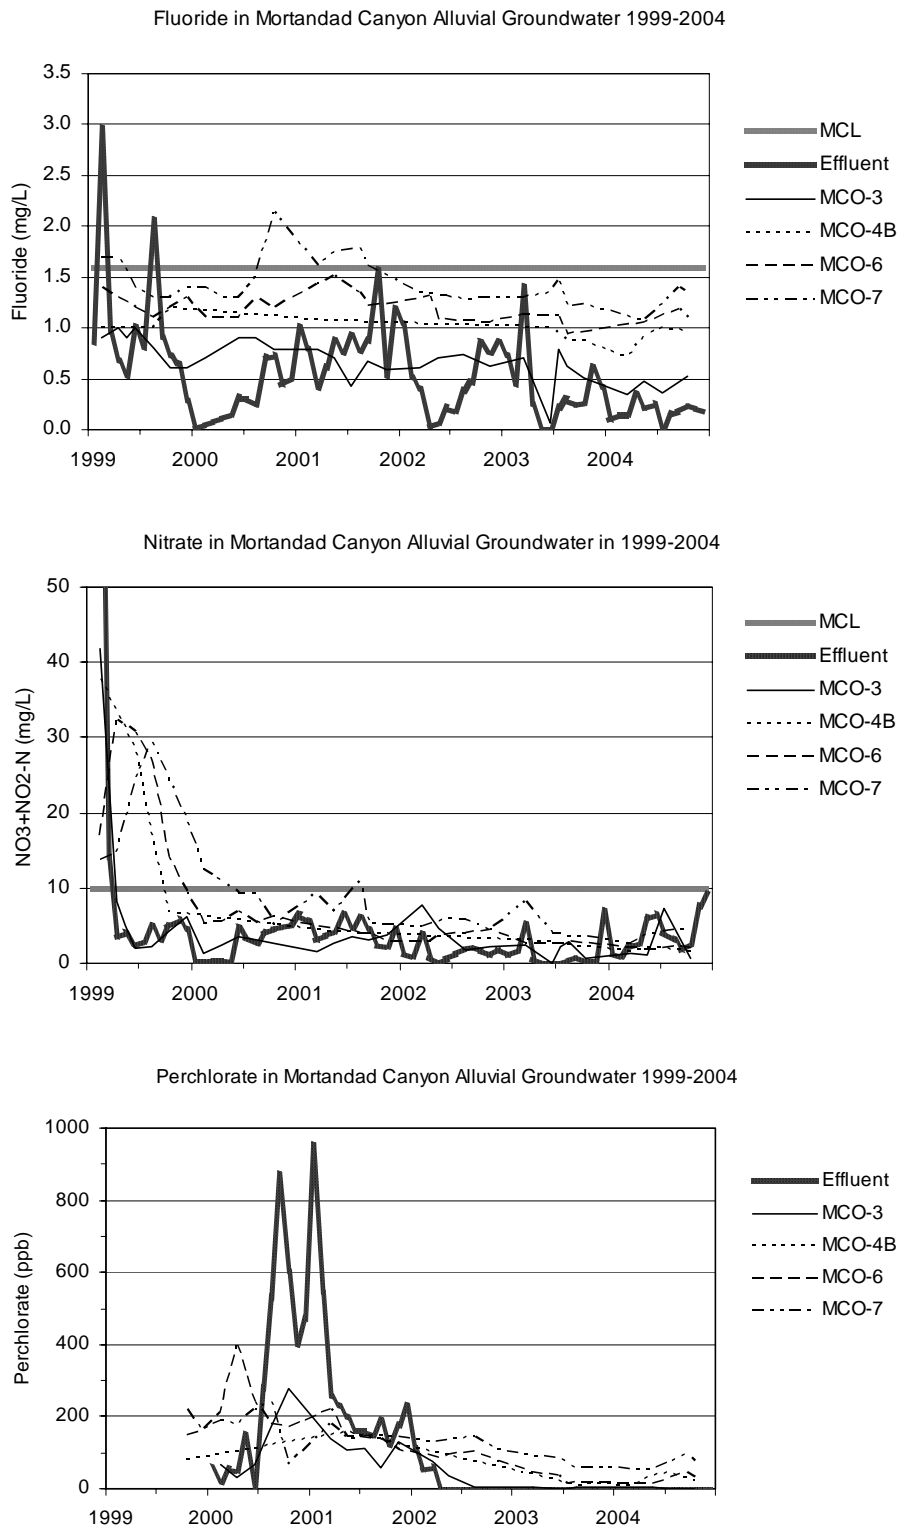 Fluoride in Mortandad Canyon Alluvial Groundwater 1999-2004
3.5
3.0
2.5
2.0
1.5
1.0
0.5
0.0
Fluoride (mg/L)
1999 2000 2001 2002 2003 2004
MCL
Effluent
MCO-3
MCO-4B
MCO-6
MCO-7
Nitrate in Mortandad Canyon Alluvial Groundwater in 1999-2004
50
40
30
20
10
0
NO3+NO2-N (mg/L)
1999 2000 2001 2002 2003 2004
MCL
Effluent
MCO-3
MCO-4B
MCO-6
MCO-7
Perchlorate in Mortandad Canyon Alluvial Groundwater 1999-2004
1000
800
600
400
200
0
Perchlorate (ppb)
1999 2000 2001 2002 2003 2004
Effluent
MCO-3
MCO-4B
MCO-6
MCO-7